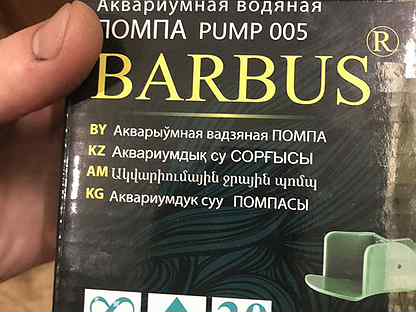 Аквариумная водяная
ПОМПА PUMP 005
BARBUS®
BY Акварыўмная вадзяная ПОМПА
KZ Аквариумдық су СОРҒЫСЫ
AM Ակվարիումային ջրային պոմպ
KG Аквариумдук суу ПОМПАСЫ